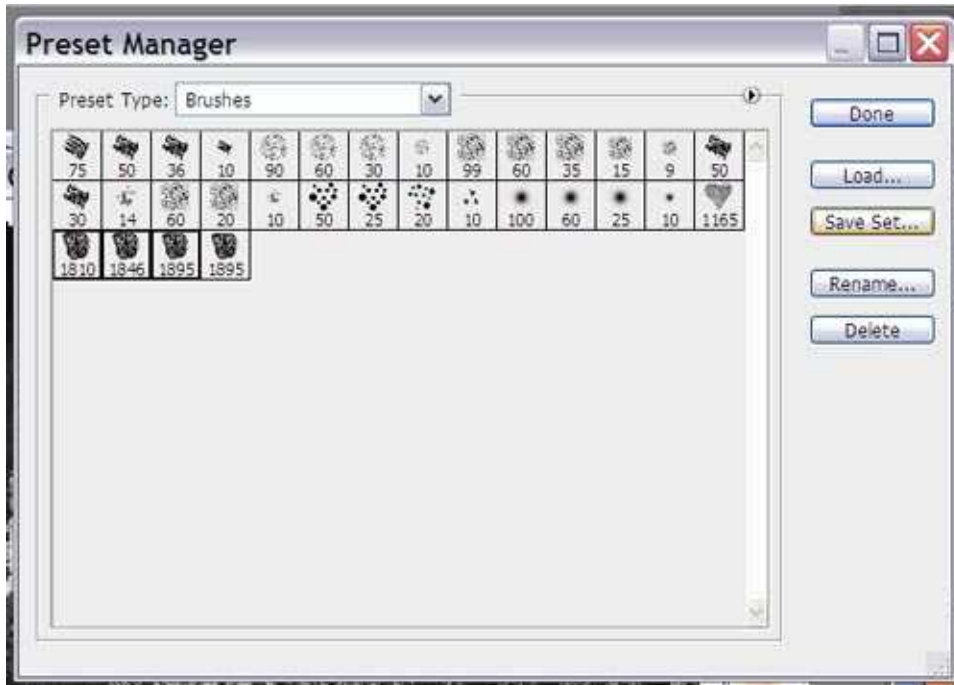 Preset Manager
Preset Type: Brushes
Done
75 50 36 10 90 60 30 10 99 60 35 15 9 50
Load...
30 14 60 20 10 50 25 20 10 100 60 25 10 1165
Save Set...
1810 1846 1895 1895
Rename...
Delete